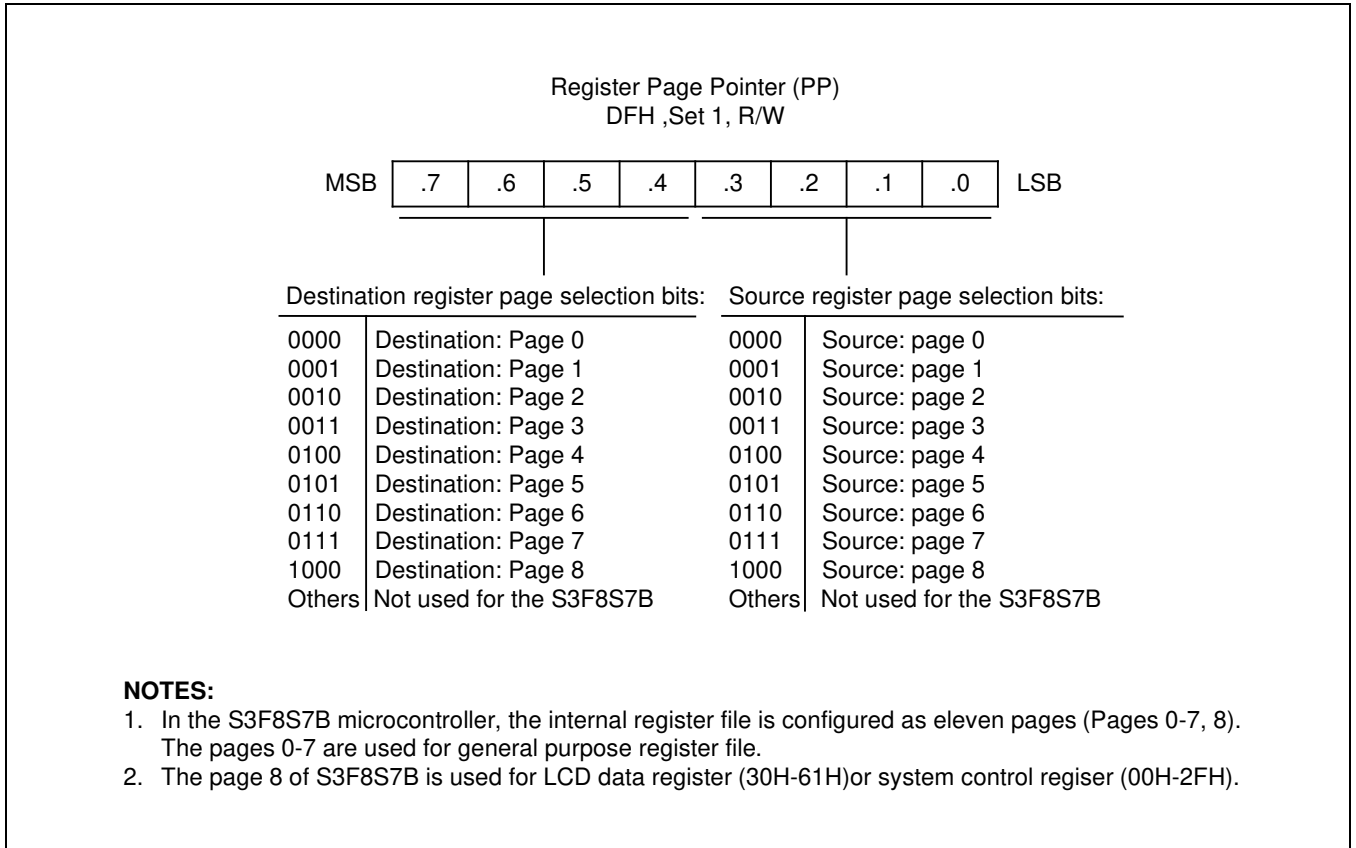 Register Page Pointer (PP)
DFH ,Set 1, R/W
MSB .7 .6 .5 .4 .3 .2 .1 .0 LSB
Destination register page selection bits: Source register page selection bits:
0000 Destination: Page 0 0000 Source: page 0
0001 Destination: Page 1 0001 Source: page 1
0010 Destination: Page 2 0010 Source: page 2
0011 Destination: Page 3 0011 Source: page 3
0100 Destination: Page 4 0100 Source: page 4
0101 Destination: Page 5 0101 Source: page 5
0110 Destination: Page 6 0110 Source: page 6
0111 Destination: Page 7 0111 Source: page 7
1000 Destination: Page 8 1000 Source: page 8
Others Not used for the S3F8S7B Others Not used for the S3F8S7B
NOTES:
1. In the S3F8S7B microcontroller, the internal register file is configured as eleven pages (Pages 0-7, 8).
The pages 0-7 are used for general purpose register file.
2. The page 8 of S3F8S7B is used for LCD data register (30H-61H)or system control regiser (00H-2FH).